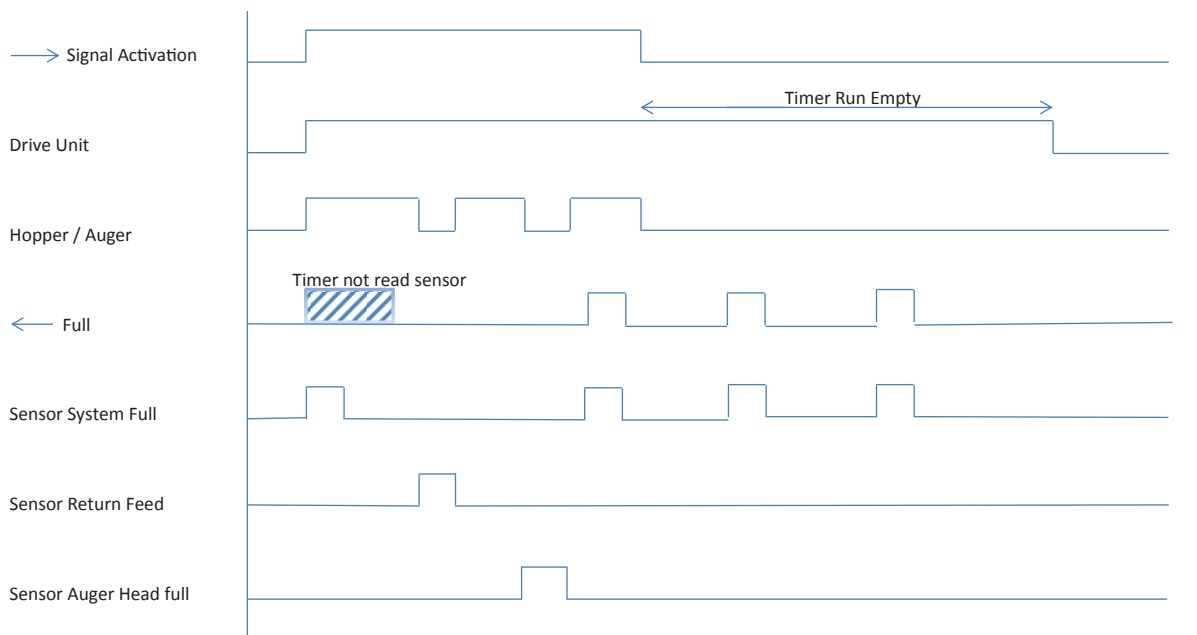 Signal Activation
Timer Run Empty
Drive Unit
Hopper / Auger
Timer not read sensor
Full
Sensor System Full
Sensor Return Feed
Sensor Auger Head full